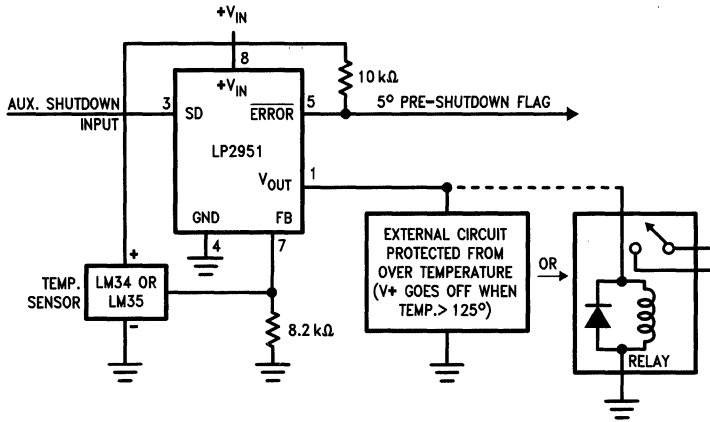 +VIN
8
+VIN
10 kΩ
AUX. SHUTDOWN
INPUT
3
SD
ERROR
5
5° PRE-SHUTDOWN FLAG
LP2951
VOUT
1
GND
FB
4
7
EXTERNAL CIRCUIT
PROTECTED FROM
OVER TEMPERATURE
(V+ GOES OFF WHEN
TEMP.> 125°)
OR
RELAY
+
TEMP.
SENSOR
LM34 OR
LM35
-
8.2 kΩ